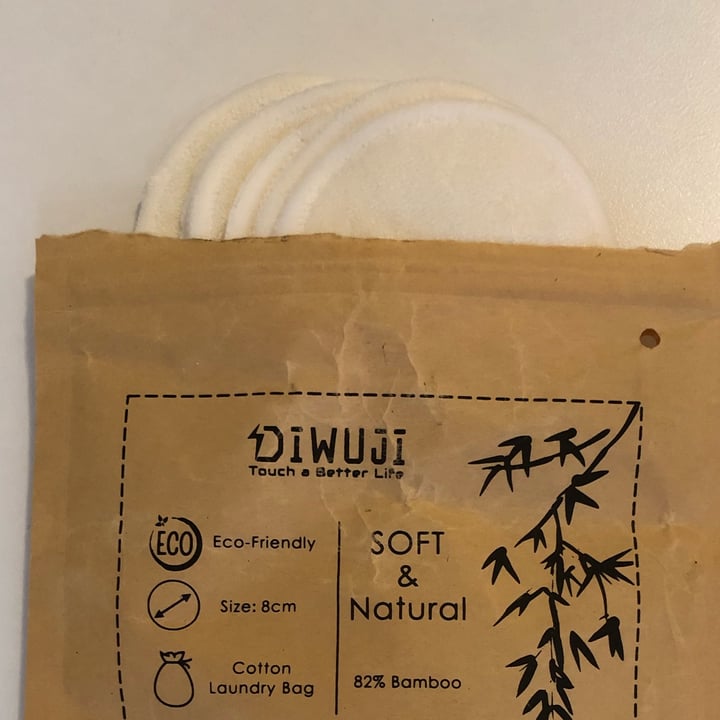 DIWUJI
Touch a Better Life
ECO
Eco-Friendly
Size: 8cm
Cotton
Laundry Bag
SOFT
&
Natural
82% Bamboo